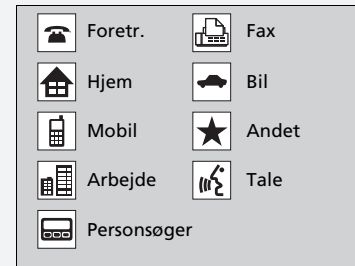 Foretr. Fax
Hjem Bil
Mobil Andet
Arbejde Tale
Personsøger